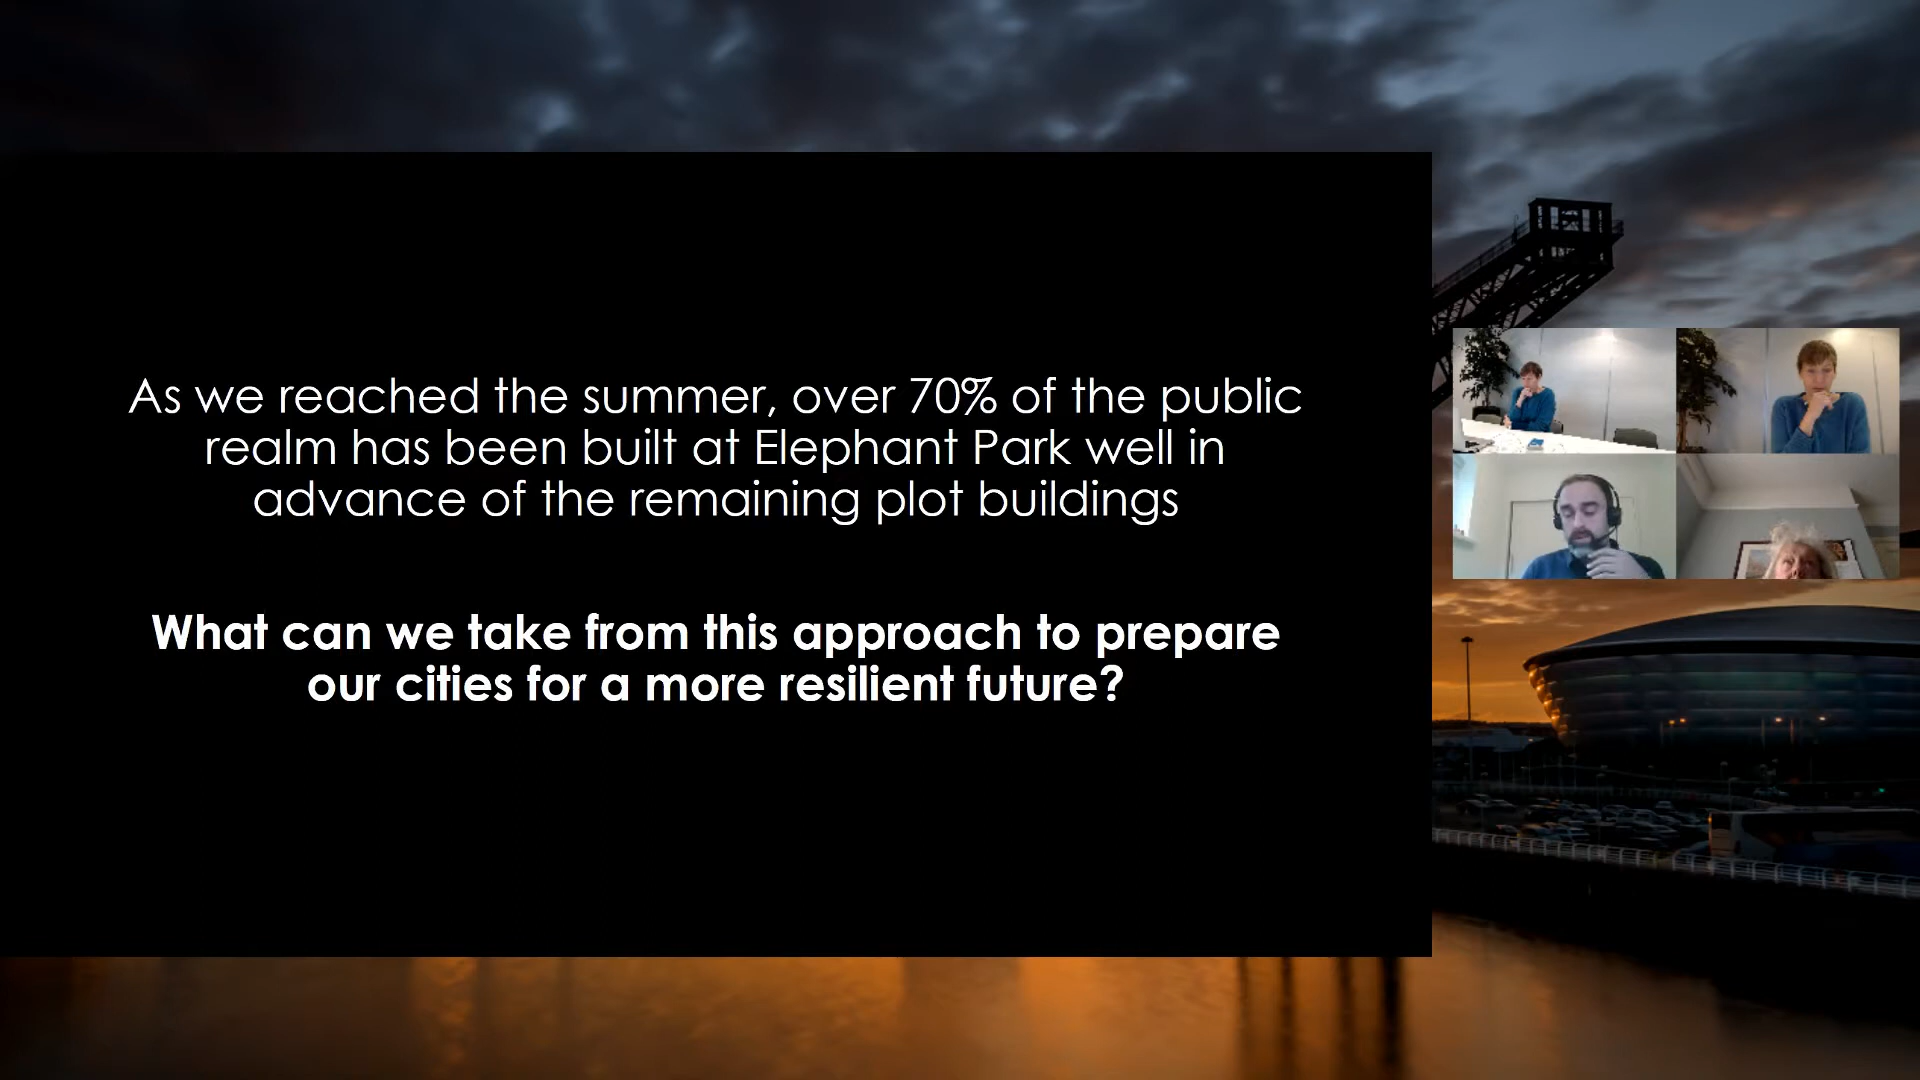 As we reached the summer, over 70% of the public
realm has been built at Elephant Park well in
advance of the remaining plot buildings
What can we take from this approach to prepare
our cities for a more resilient future?